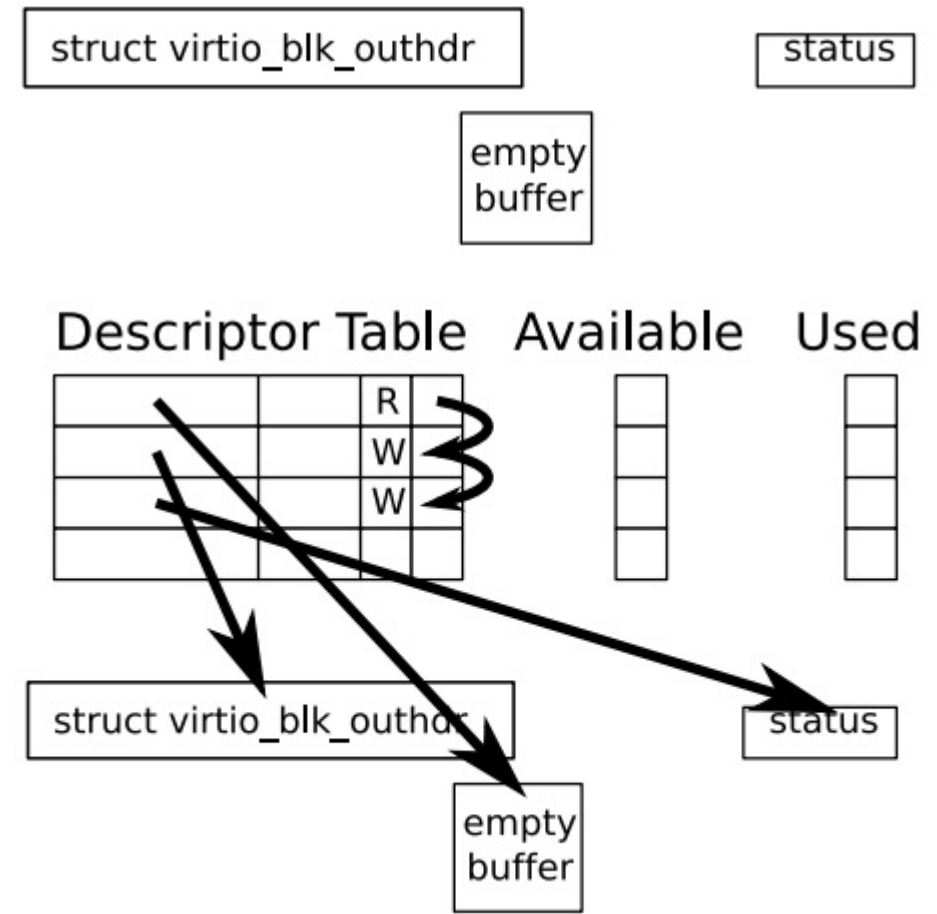 struct virtio_blk_outhdr
status
empty
buffer
Descriptor Table
Available
Used
R
W
W
struct virtio_blk_outhdr
status
empty
buffer